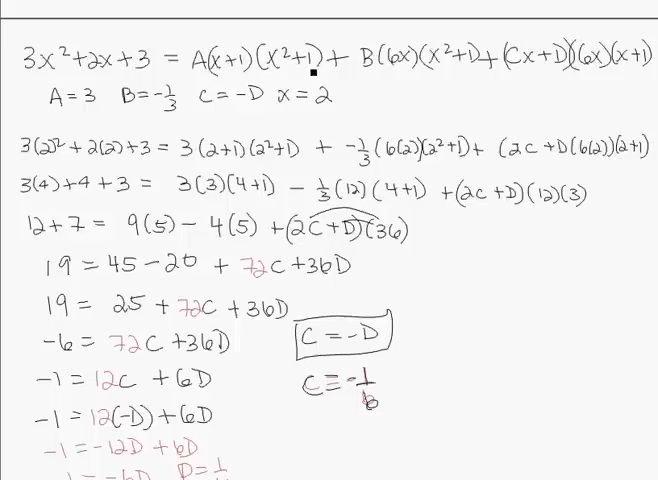 3x²+2x+3 = A(x+1)(x²+1)+ B(6x)(x²+1)+(Cx+D)(6x)(x+1)
A=3 B=-1/3 C=-D x=2
3(2)²+2(2)+3 = 3(2+1)(2²+1) + -1/3(6(2))(2²+1)+ (2C+D(6(2))(2+1)
3(4)+4+3 = 3(3)(4+1) - 1/3(12)(4+1) +(2C+D)(12)(3)
12+7 = 9(5)-4(5) +(2C+D)(36)
19 = 45-20 + 72C+36D
19 = 25 + 72C + 36D
-6 = 72C +36D
C = -D
-1 = 12C + 6D
C = -1/6
-1 = 12(-D)+6D
-1 = -12D + 6D
-1 = -6D D=1/